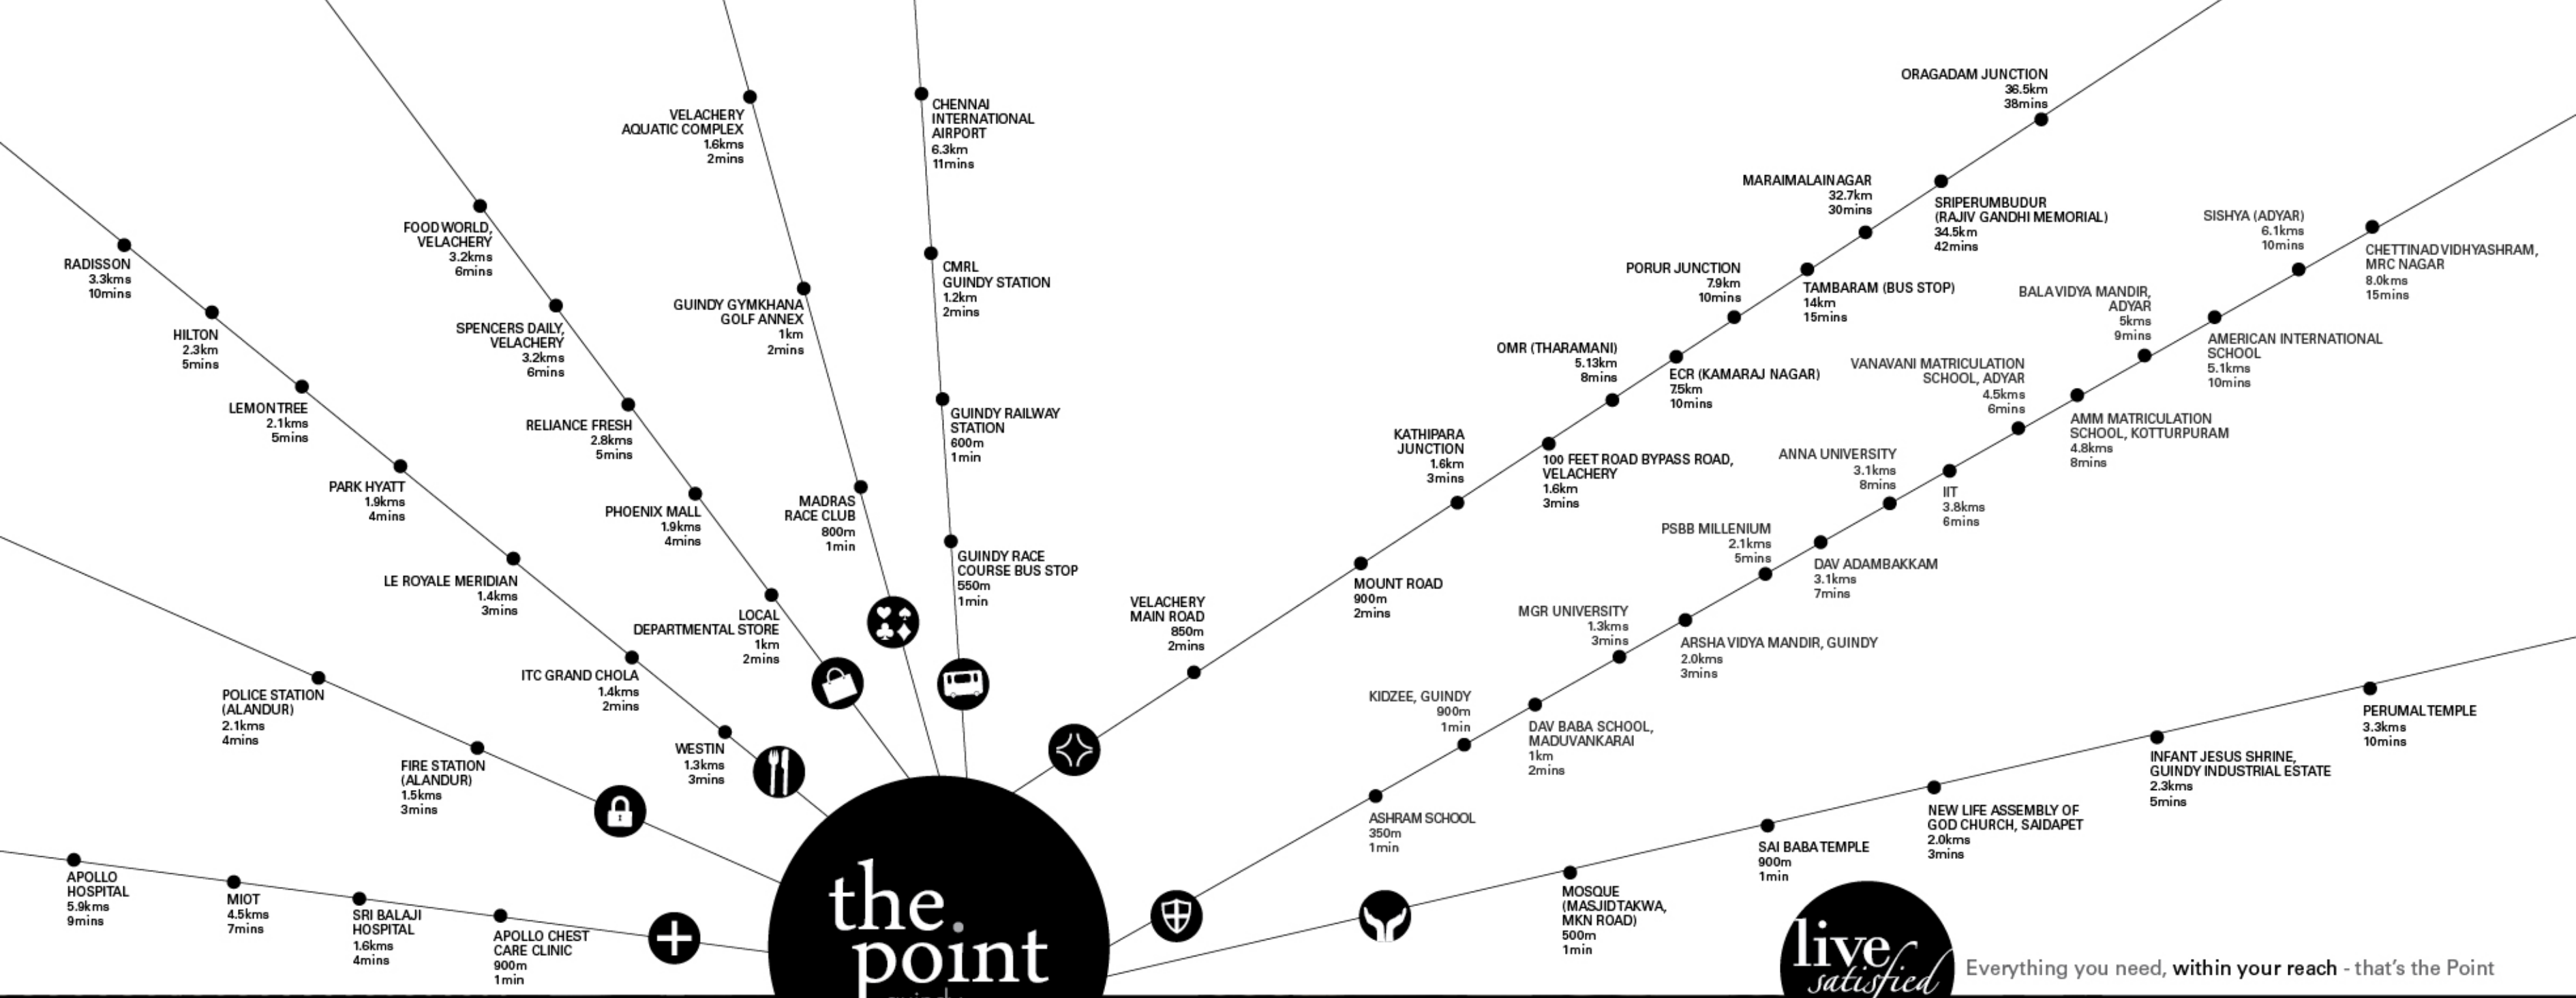 RADISSON
3.3kms
10mins
HILTON
2.3km
5mins
LEMONTREE
2.1kms
5mins
PARK HYATT
1.9kms
4mins
LE ROYALE MERIDIAN
1.4kms
3mins
ITC GRAND CHOLA
1.4kms
2mins
WESTIN
1.3kms
3mins
FOODWORLD,
VELACHERY
3.2kms
6mins
SPENCERS DAILY,
VELACHERY
3.2kms
6mins
RELIANCE FRESH
2.8kms
5mins
PHOENIX MALL
1.9kms
4mins
LOCAL
DEPARTMENTAL STORE
1km
2mins
VELACHERY
AQUATIC COMPLEX
1.6kms
2mins
GUINDY GYMKHANA
GOLF ANNEX
1km
2mins
MADRAS
RACE CLUB
800m
1min
CHENNAI
INTERNATIONAL
AIRPORT
6.3km
11mins
CMRL
GUINDY STATION
1.2km
2mins
GUINDY RAILWAY
STATION
600m
1min
GUINDY RACE
COURSE BUS STOP
550m
1min
POLICE STATION
(ALANDUR)
2.1kms
4mins
FIRE STATION
(ALANDUR)
1.5kms
3mins
APOLLO
HOSPITAL
5.9kms
9mins
MIOT
4.5kms
7mins
SRI BALAJI
HOSPITAL
1.6kms
4mins
APOLLO CHEST
CARE CLINIC
900m
1min
the.
point
ORAGADAM JUNCTION
36.5km
38mins
MARAIMALAINAGAR
32.7km
30mins
SRIPERUMBUDUR
(RAJIV GANDHI MEMORIAL)
34.5km
42mins
PORUR JUNCTION
7.9km
10mins
TAMBARAM (BUS STOP)
14km
15mins
OMR (THARAMANI)
5.13km
8mins
ECR (KAMARAJ NAGAR)
7.5km
10mins
KATHIPARA
JUNCTION
1.6km
3mins
100 FEET ROAD BYPASS ROAD,
VELACHERY
1.6km
3mins
MOUNT ROAD
900m
2mins
VELACHERY
MAIN ROAD
850m
2mins
SISHYA (ADYAR)
6.1kms
10mins
CHETTINAD VIDHYASHRAM,
MRC NAGAR
8.0kms
15mins
BALAVIDYA MANDIR,
ADYAR
5kms
9mins
AMERICAN INTERNATIONAL
SCHOOL
5.1kms
10mins
VANAVANI MATRICULATION
SCHOOL, ADYAR
4.5kms
6mins
AMM MATRICULATION
SCHOOL, KOTTURPURAM
4.8kms
8mins
ANNA UNIVERSITY
3.1kms
8mins
IIT
3.8kms
6mins
PSBB MILLENIUM
2.1kms
5mins
DAV ADAMBAKKAM
3.1kms
7mins
MGR UNIVERSITY
1.3kms
3mins
ARSHA VIDYA MANDIR, GUINDY
2.0kms
3mins
KIDZEE, GUINDY
900m
1min
DAV BABA SCHOOL,
MADUVANKARAI
1km
2mins
ASHRAM SCHOOL
350m
1min
PERUMAL TEMPLE
3.3kms
10mins
INFANT JESUS SHRINE,
GUINDY INDUSTRIAL ESTATE
2.3kms
5mins
NEW LIFE ASSEMBLY OF
GOD CHURCH, SAIDAPET
2.0kms
3mins
SAI BABA TEMPLE
900m
1min
MOSQUE
(MASJIDTAKWA,
MKN ROAD)
500m
1min
live
satisfied
Everything you need, within your reach - that's the Point